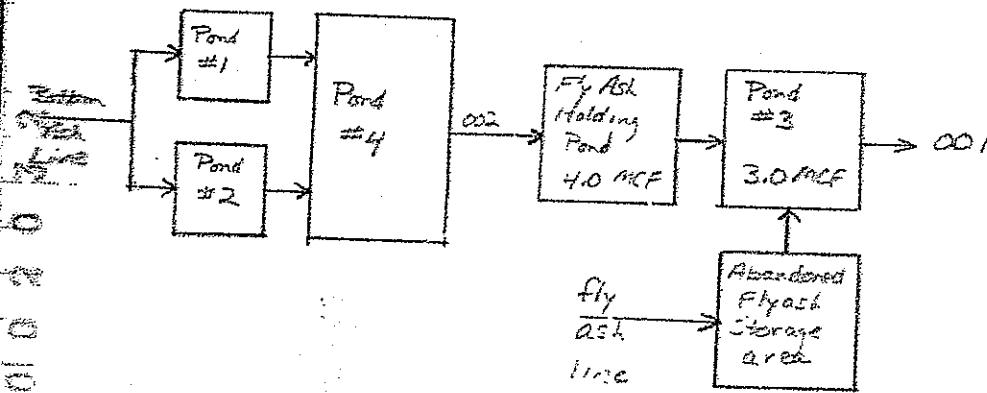 Pond
#1
Bottom
Ash
Line
Pond
#2
Pond
#4
002
Fly Ash
Holding
Pond
4.0 MCF
Pond
#3
3.0 MCF
001
fly
ash
line
Abandoned
Flyash
Storage
area